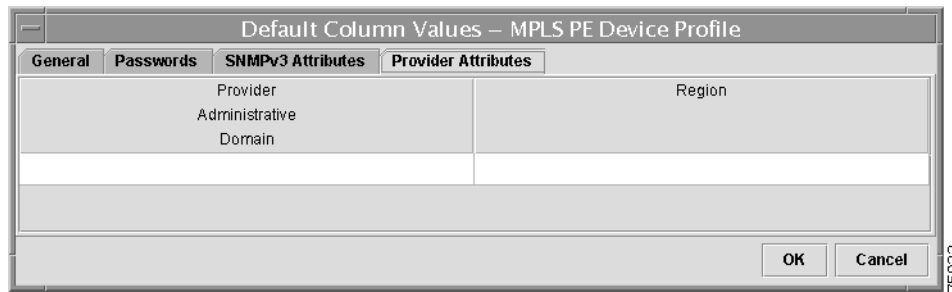 Default Column Values – MPLS PE Device Profile
General Passwords SNMPv3 Attributes Provider Attributes
Provider Region
Administrative
Domain
OK Cancel